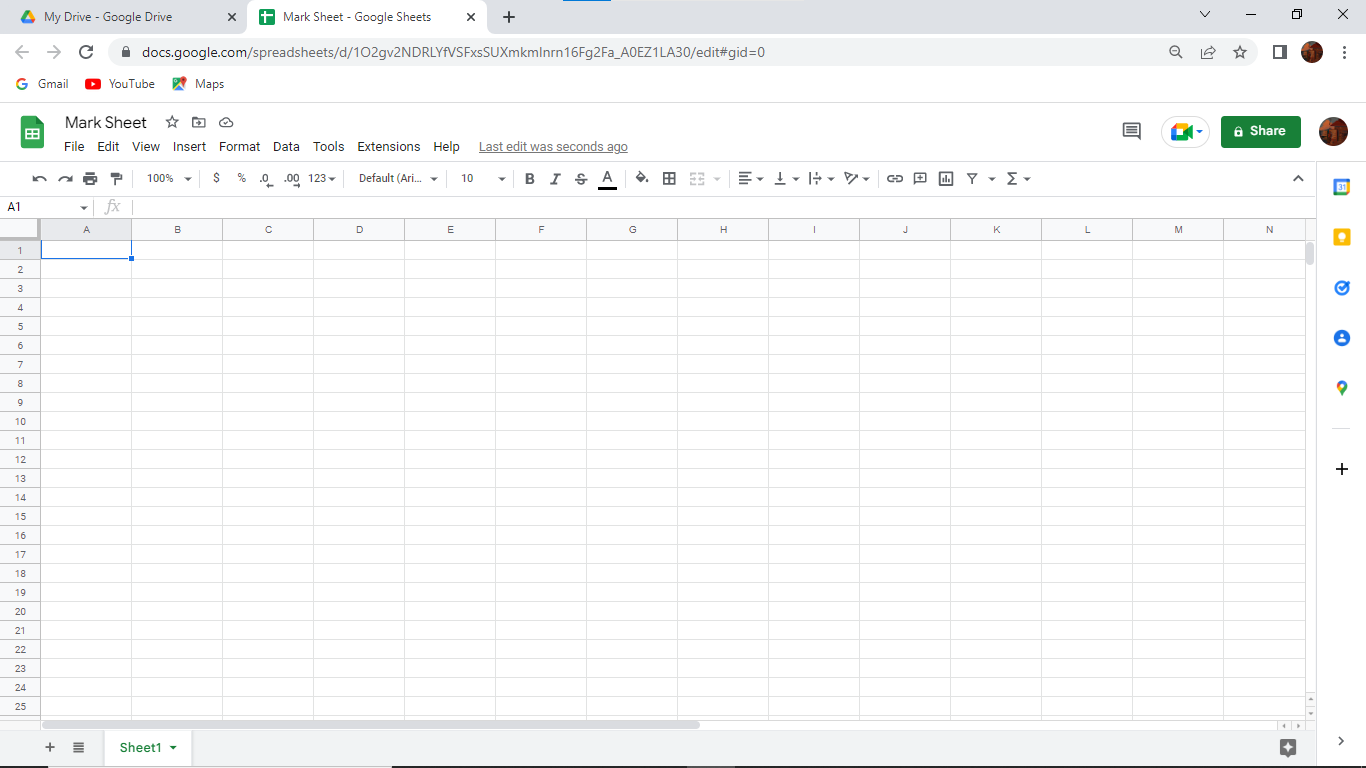 My Drive - Google Drive
Mark Sheet - Google Sheets
docs.google.com/spreadsheets/d/1O2gv2NDRLYfVSFxsSUXmkmInrn16Fg2Fa_A0EZ1LA30/edit#gid=0
Gmail YouTube Maps
Mark Sheet
File Edit View Insert Format Data Tools Extensions Help Last edit was seconds ago
Share
100% $ % .0 .00 123 Default (Ari... 10 B I S A
31
A1 fx
A B C D E F G H I J K L M N
1
2
3
4
5
6
7
8
9
10
11
12
13
14
15
16
17
18
19
20
21
22
23
24
25
Sheet1